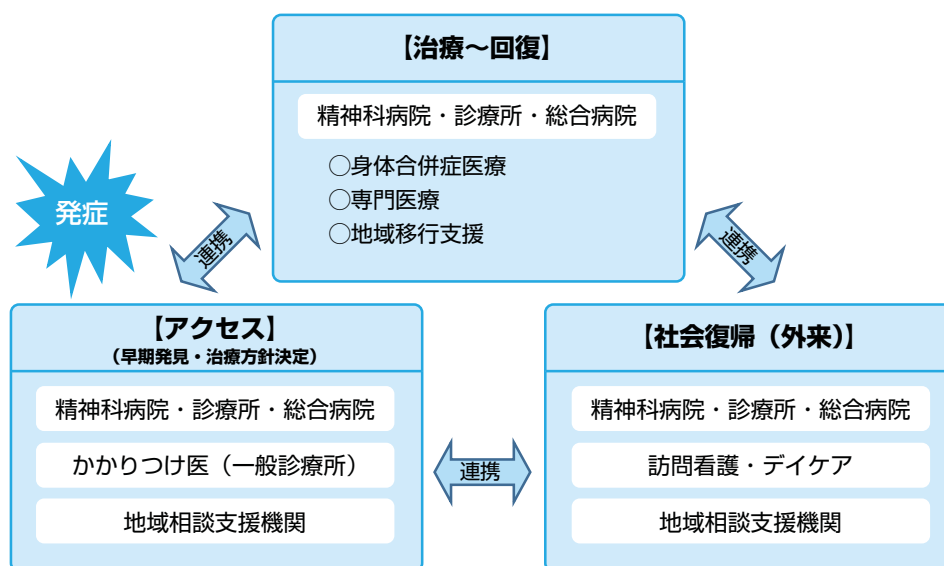 【治療～回復】
精神科病院・診療所・総合病院
○身体合併症医療
○専門医療
○地域移行支援
発症
連携
連携
【アクセス】
（早期発見・治療方針決定）
精神科病院・診療所・総合病院
かかりつけ医（一般診療所）
地域相談支援機関
連携
【社会復帰（外来）】
精神科病院・診療所・総合病院
訪問看護・デイケア
地域相談支援機関